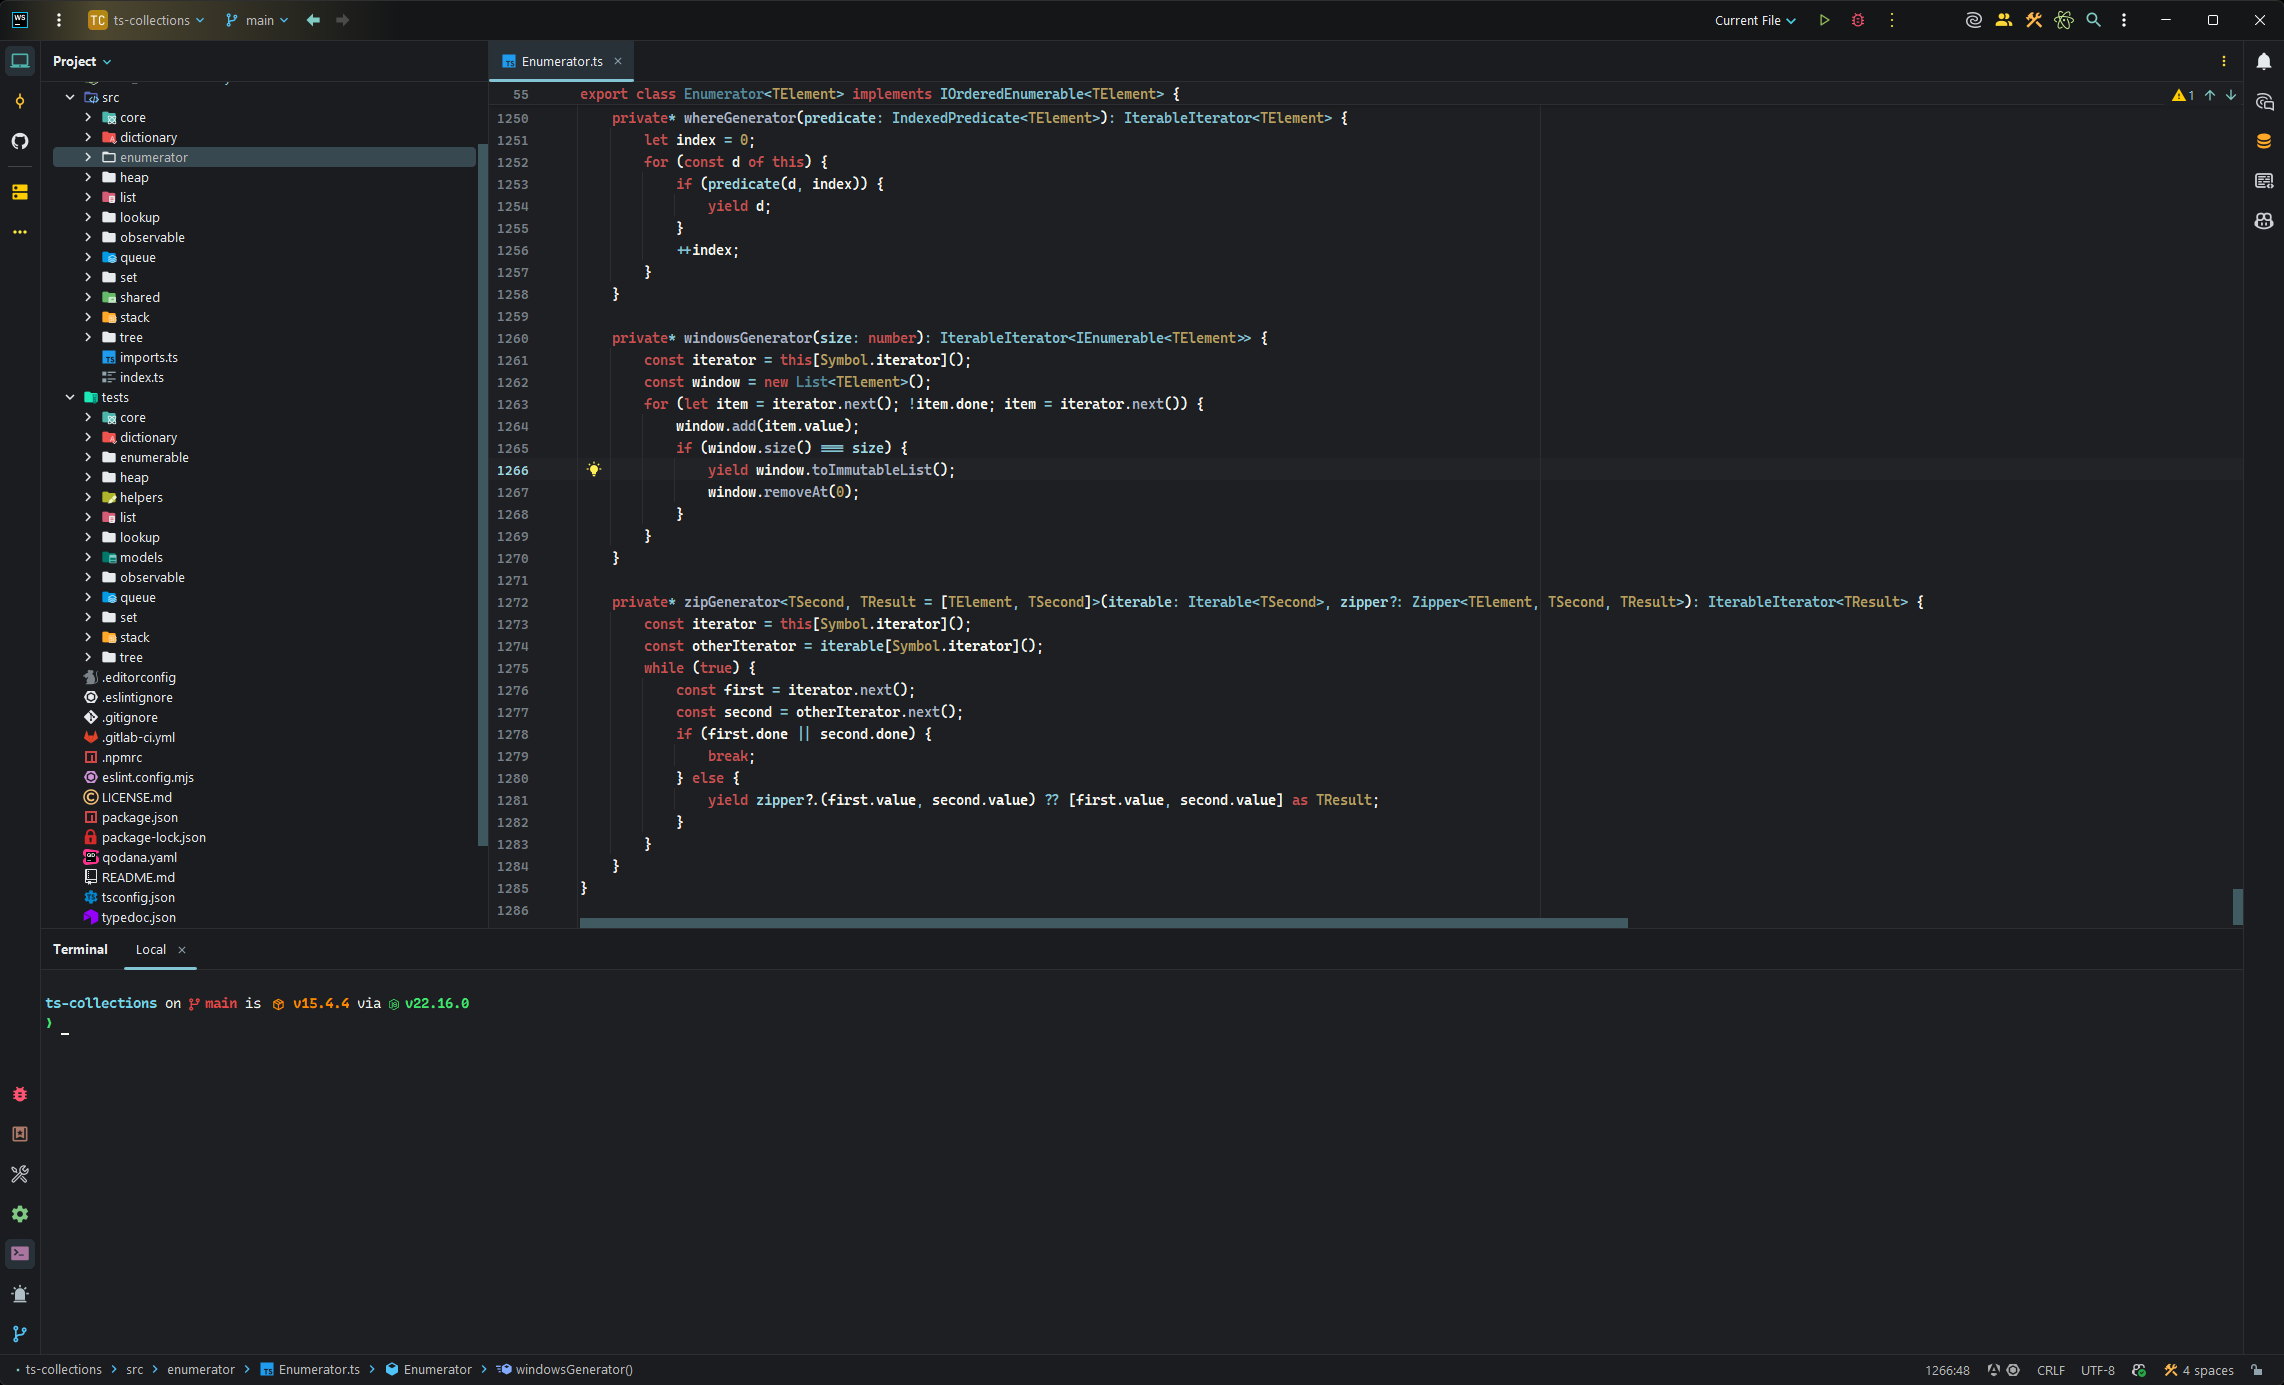 WS
TC ts-collections main
Current File
Project
src
core
dictionary
enumerator
heap
list
lookup
observable
queue
set
shared
stack
tree
imports.ts
index.ts
tests
core
dictionary
enumerable
heap
helpers
list
lookup
models
observable
queue
set
stack
tree
.editorconfig
.eslintignore
.gitignore
.gitlab-ci.yml
.npmrc
eslint.config.mjs
LICENSE.md
package.json
package-lock.json
qodana.yaml
README.md
tsconfig.json
typedoc.json
Enumerator.ts
1
55 export class Enumerator<TElement> implements IOrderedEnumerable<TElement> {
1250 private* whereGenerator(predicate: IndexedPredicate<TElement>): IterableIterator<TElement> {
1251 let index = 0;
1252 for (const d of this) {
1253 if (predicate(d, index)) {
1254 yield d;
1255 }
1256 ++index;
1257 }
1258 }
1259
1260 private* windowsGenerator(size: number): IterableIterator<IEnumerable<TElement>> {
1261 const iterator = this[Symbol.iterator]();
1262 const window = new List<TElement>();
1263 for (let item = iterator.next(); !item.done; item = iterator.next()) {
1264 window.add(item.value);
1265 if (window.size() === size) {
1266 yield window.toImmutableList();
1267 window.removeAt(0);
1268 }
1269 }
1270 }
1271
1272 private* zipGenerator<TSecond, TResult = [TElement, TSecond]>(iterable: Iterable<TSecond>, zipper?: Zipper<TElement, TSecond, TResult>): IterableIterator<TResult> {
1273 const iterator = this[Symbol.iterator]();
1274 const otherIterator = iterable[Symbol.iterator]();
1275 while (true) {
1276 const first = iterator.next();
1277 const second = otherIterator.next();
1278 if (first.done || second.done) {
1279 break;
1280 } else {
1281 yield zipper?.(first.value, second.value) ?? [first.value, second.value] as TResult;
1282 }
1283 }
1284 }
1285 }
1286
Terminal Local
ts-collections on main is v15.4.4 via v22.16.0
❯ _
ts-collections > src > enumerator > Enumerator.ts > Enumerator > windowsGenerator()
1266:48 CRLF UTF-8 4 spaces